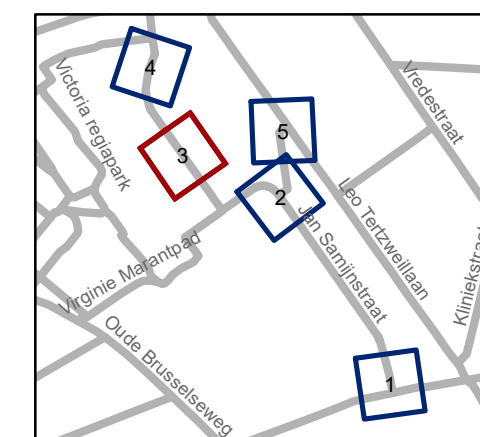 4
Victoria regiapark
Vredestraat
5
3
2
Leo Tertzweillaan
Jan Samijnstraat
Virginie Marantpad
Kliniekstraat
Oude Brusselseweg
1